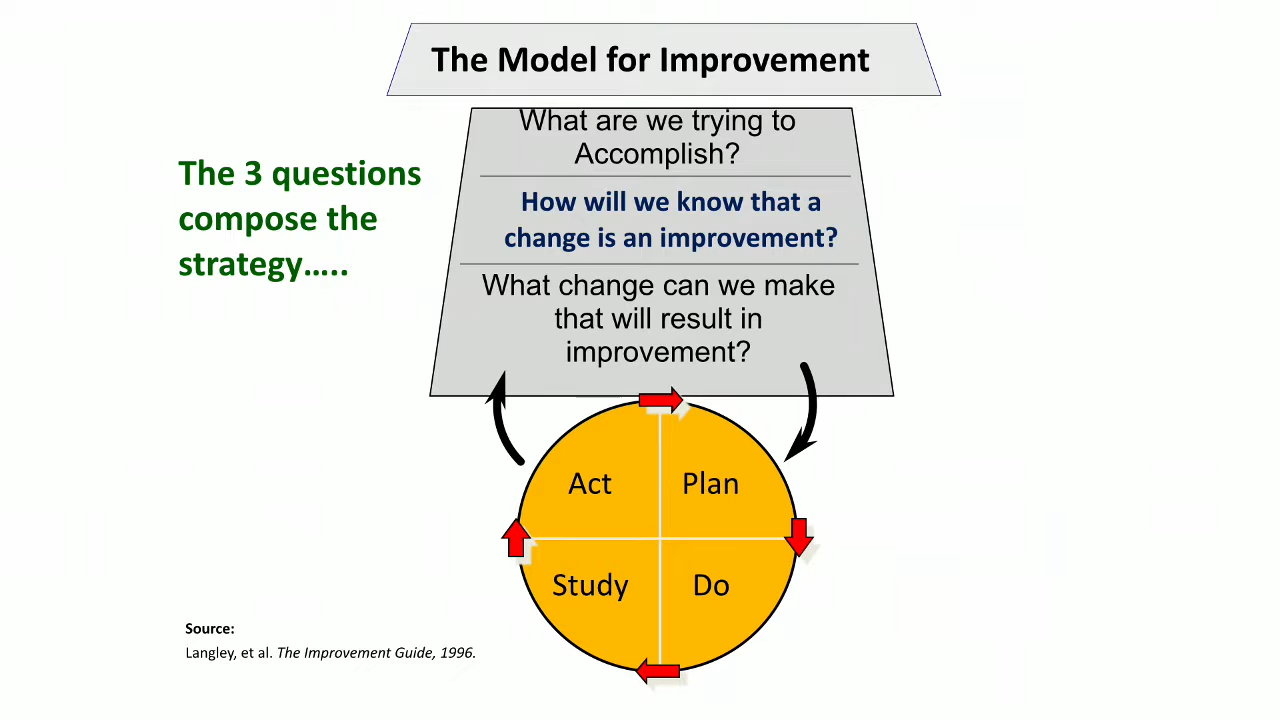 The Model for Improvement
What are we trying to
Accomplish?
The 3 questions
compose the
strategy.....
How will we know that a
change is an improvement?
What change can we make
that will result in
improvement?
Act
Plan
Study
Do
Source:
Langley, et al. The Improvement Guide, 1996.